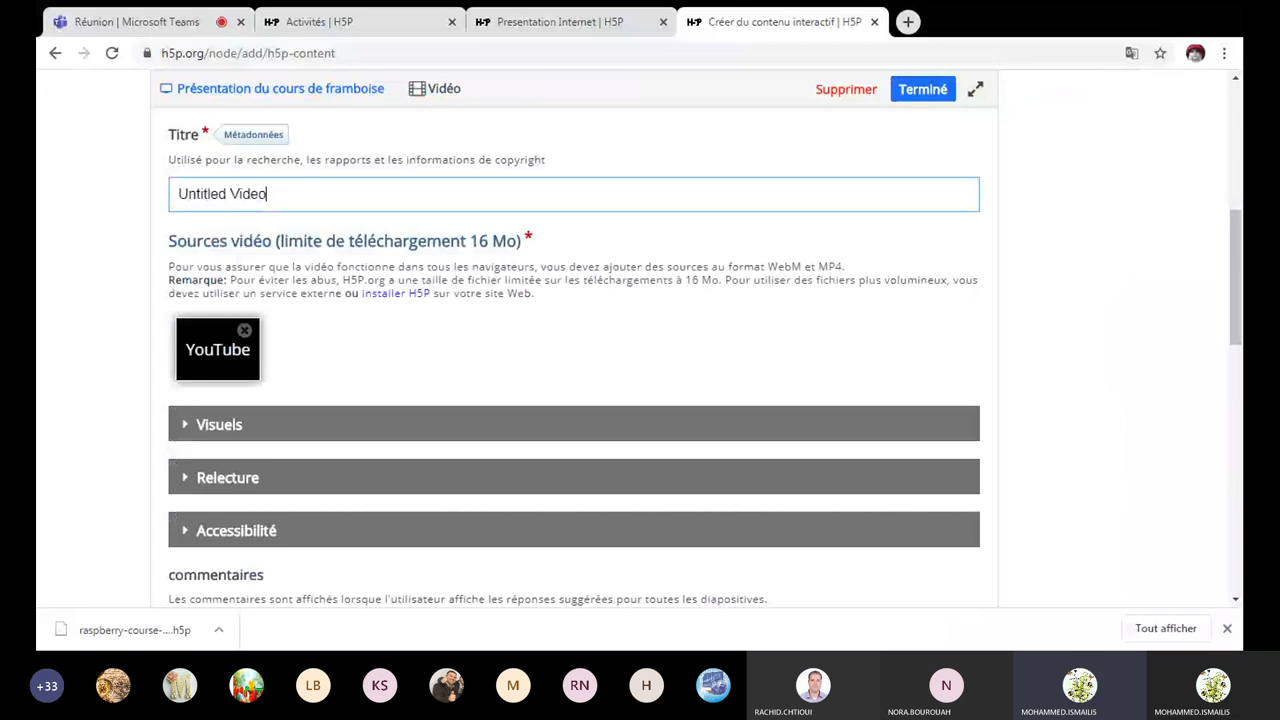 Réunion | Microsoft Teams
H-P Activités | H5P
H-P Presentation Internet | H5P
H-P Créer du contenu interactif | H5P
h5p.org/node/add/h5p-content
Présentation du cours de framboise
Vidéo
Supprimer
Terminé
Titre *
Métadonnées
Utilisé pour la recherche, les rapports et les informations de copyright
Untitled Video
Sources vidéo (limite de téléchargement 16 Mo) *
Pour vous assurer que la vidéo fonctionne dans tous les navigateurs, vous devez ajouter des sources au format WebM et MP4.
Remarque: Pour éviter les abus, H5P.org a une taille de fichier limitée sur les téléchargements à 16 Mo. Pour utiliser des fichiers plus volumineux, vous
devez utiliser un service externe ou installer H5P sur votre site Web.
YouTube
Visuels
Relecture
Accessibilité
commentaires
Les commentaires sont affichés lorsque l'utilisateur affiche les réponses suggérées pour toutes les diapositives.
raspberry-course-....h5p
Tout afficher
+33
LB
KS
M
RN
H
N
RACHID.CHTIOUI
NORA.BOUROUAH
MOHAMMED.ISMAILIS
MOHAMMED.ISMAILIS